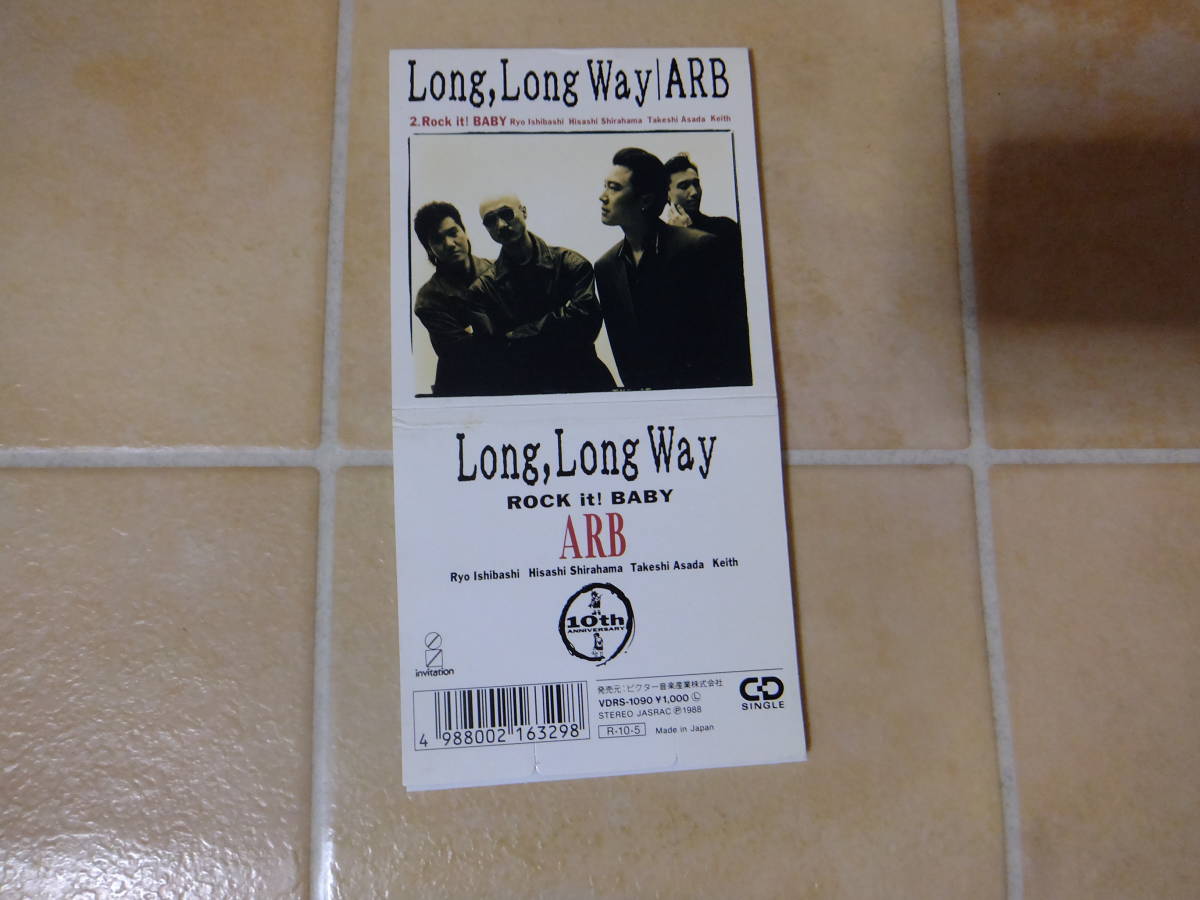 Long,Long Way|ARB
2.Rock it! BABY Ryo Ishibashi Hisashi Shirahama Takeshi Asada Keith
Long,Long Way
ROCK it! BABY
ARB
Ryo Ishibashi Hisashi Shirahama Takeshi Asada Keith
10th
ANNIVERSARY
invitation
4 988002 163298
発売元:ビクター音楽産業株式会社
VDRS-1090 ¥1,000 Ⓛ
STEREO JASRAC ℗1988
R-10-5 Made in Japan
CD
SINGLE